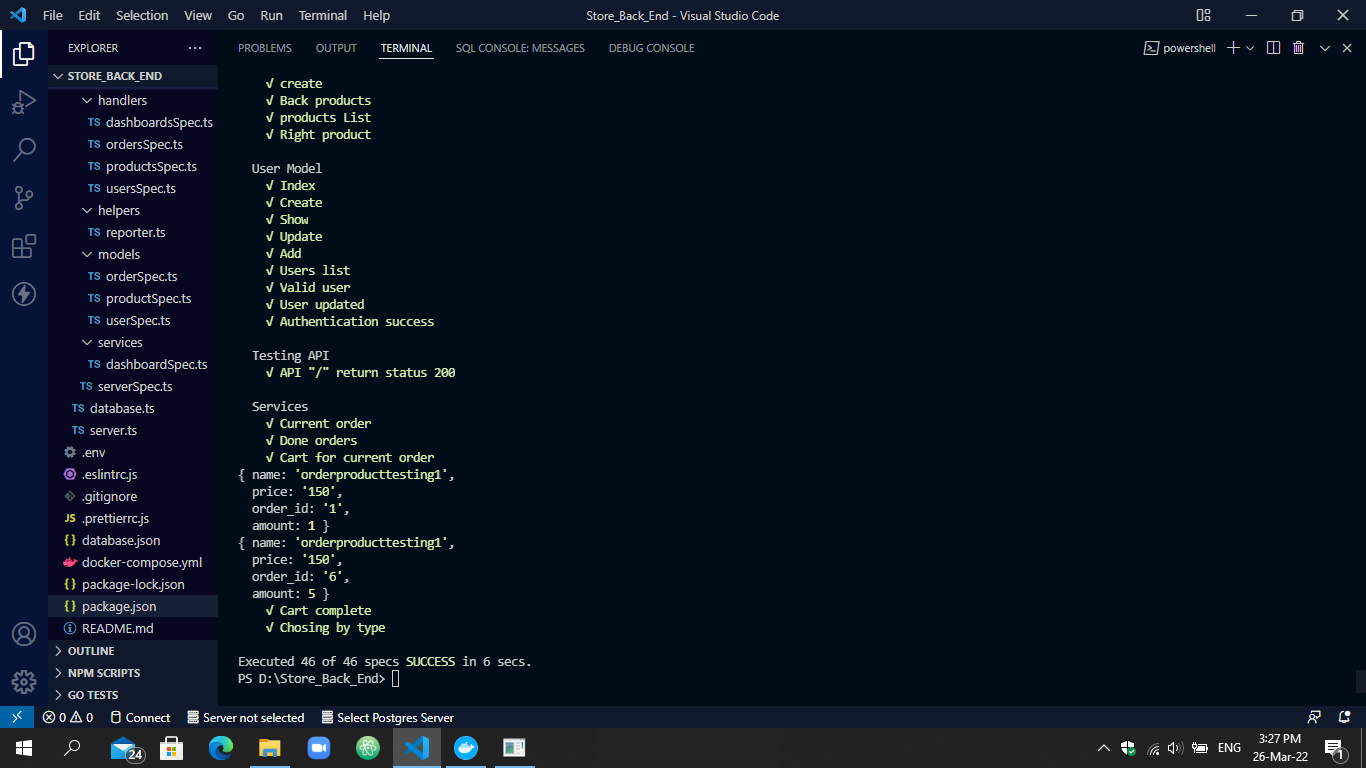 File Edit Selection View Go Run Terminal Help
Store_Back_End - Visual Studio Code
EXPLORER
STORE_BACK_END
handlers
TS dashboardsSpec.ts
TS ordersSpec.ts
TS productsSpec.ts
TS usersSpec.ts
helpers
TS reporter.ts
models
TS orderSpec.ts
TS productSpec.ts
TS userSpec.ts
services
TS dashboardSpec.ts
TS serverSpec.ts
TS database.ts
TS server.ts
.env
.eslintrc.js
.gitignore
JS .prettierrc.js
{} database.json
docker-compose.yml
{} package-lock.json
{} package.json
README.md
OUTLINE
NPM SCRIPTS
GO TESTS
PROBLEMS OUTPUT TERMINAL SQL CONSOLE: MESSAGES DEBUG CONSOLE
powershell
√ create
√ Back products
√ products List
√ Right product
User Model
√ Index
√ Create
√ Show
√ Update
√ Add
√ Users list
√ Valid user
√ User updated
√ Authentication success
Testing API
√ API "/" return status 200
Services
√ Current order
√ Done orders
√ Cart for current order
{ name: 'orderproducttesting1',
price: '150',
order_id: '1',
amount: 1 }
{ name: 'orderproducttesting1',
price: '150',
order_id: '6',
amount: 5 }
√ Cart complete
√ Chosing by type
Executed 46 of 46 specs SUCCESS in 6 secs.
PS D:\Store_Back_End>
0 0 Connect Server not selected Select Postgres Server
24
ENG
3:27 PM
26-Mar-22
1